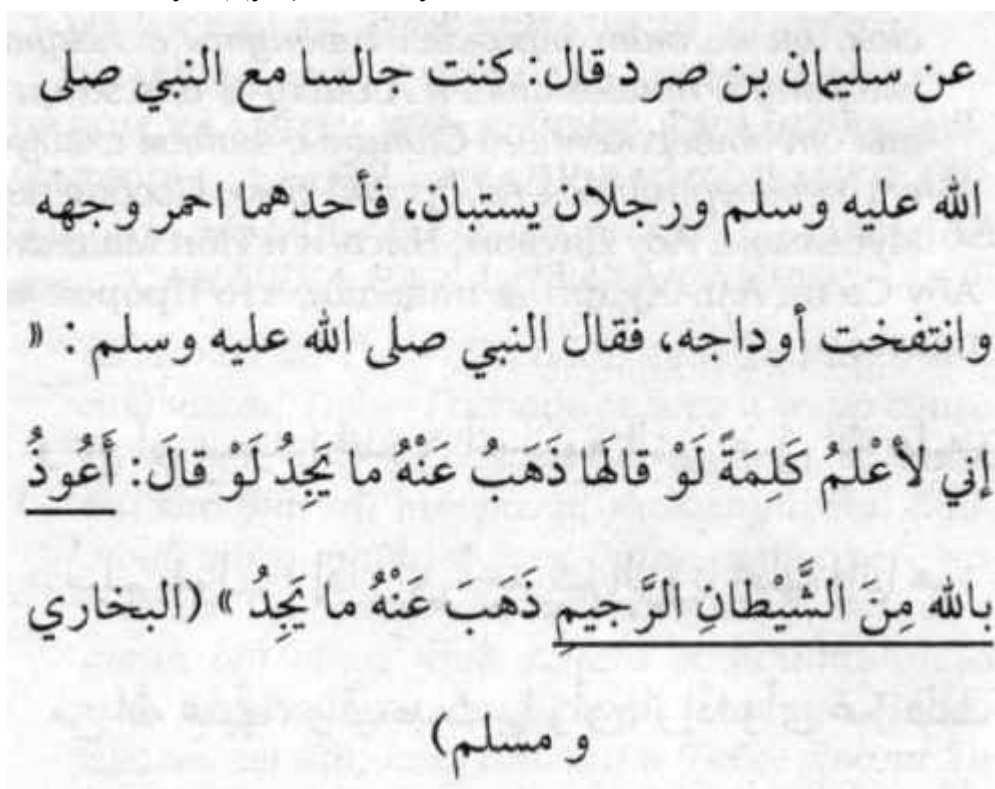 عن سليمان بن صرد قال: كنت جالسا مع النبي صلى
الله عليه وسلم ورجلان يستبان، فأحدهما احمر وجهه
وانتفخت أوداجه، فقال النبي صلى الله عليه وسلم : «
إني لأعْلمُ كَلِمَةً لَوْ قالَهَا ذَهَبُ عَنْهُ ما يَجِدُ لَوْ قالَ: أَعُوذُ
بالله مِنَ الشَّيْطانِ الرَّجيمِ ذَهَبَ عَنْهُ ما يَجِدُ » (البخاري
و مسلم)